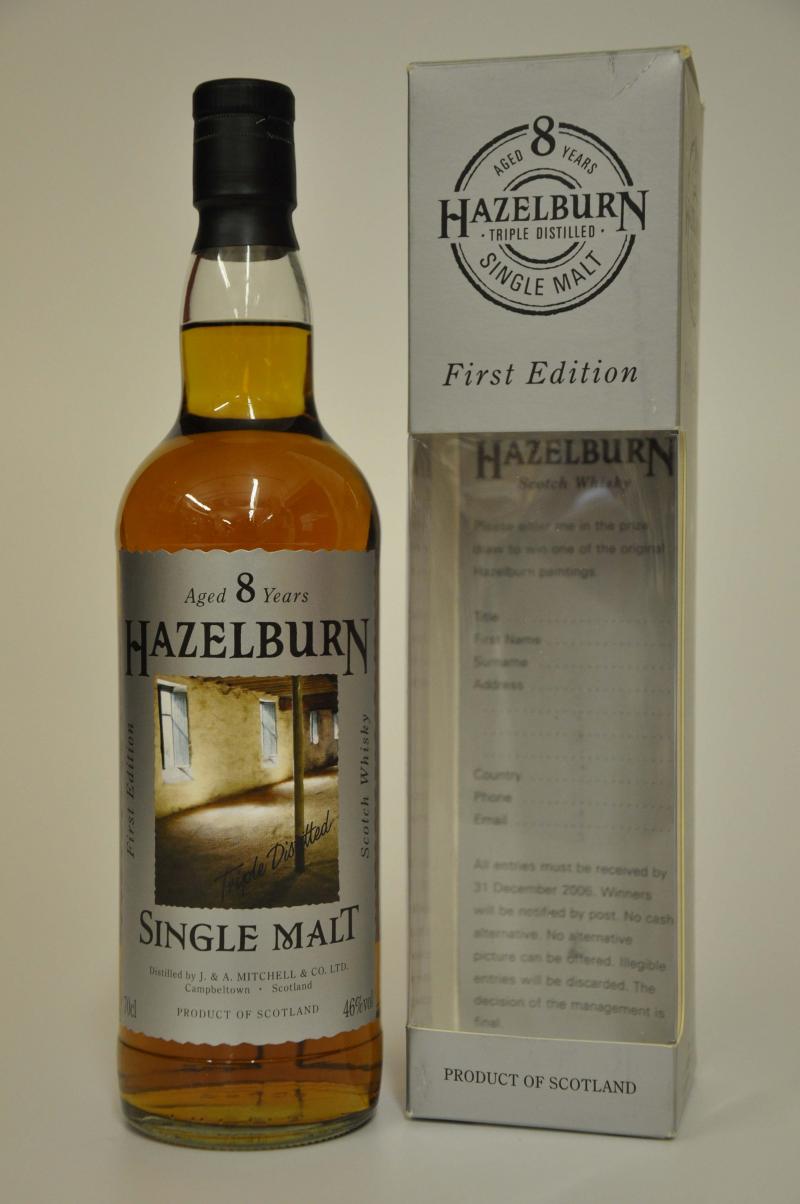 Aged 8 Years
HAZELBURN
First Edition
Scotch Whisky
Triple Distilled
SINGLE MALT
Distilled by J. & A. MITCHELL & CO. LTD.
Campbeltown · Scotland
70cl
PRODUCT OF SCOTLAND
46%vol
AGED 8 YEARS
HAZELBURN
· TRIPLE DISTILLED ·
SINGLE MALT
First Edition
HAZELBURN
Scotch Whisky
Please enter me in the prize
draw to win one of the original
Hazelburn paintings.
Title
First Name
Surname
Address
Country
Phone
Email
All entries must be received by
31 December 2006. Winners
will be notified by post. No cash
alternative. No alternative
picture can be offered. Illegible
entries will be discarded. The
decision of the management is
final.
PRODUCT OF SCOTLAND